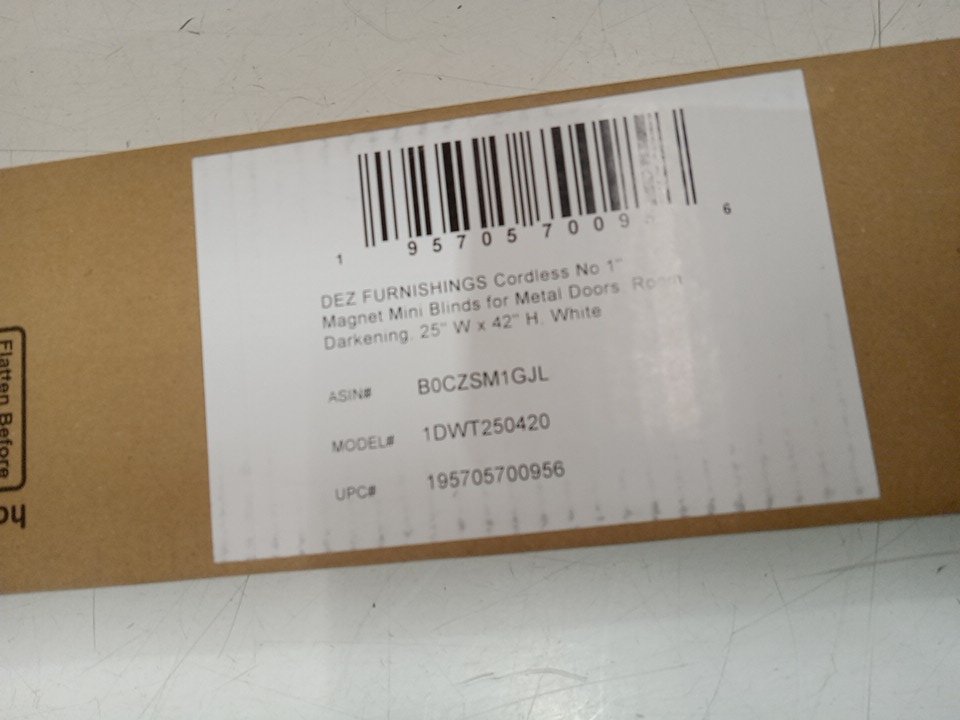 1 95705 70095 6
DEZ FURNISHINGS Cordless No 1"
Magnet Mini Blinds for Metal Doors, Room
Darkening, 25" W x 42" H, White
ASIN# B0CZSM1GJL
MODEL# 1DWT250420
UPC# 195705700956
Flatten Before